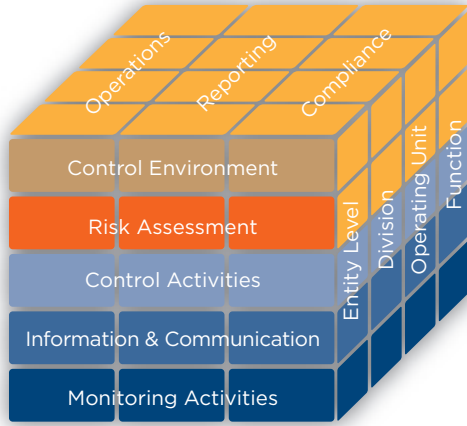 Operations
Reporting
Compliance
Control Environment
Risk Assessment
Control Activities
Information & Communication
Monitoring Activities
Entity Level
Division
Operating Unit
Function